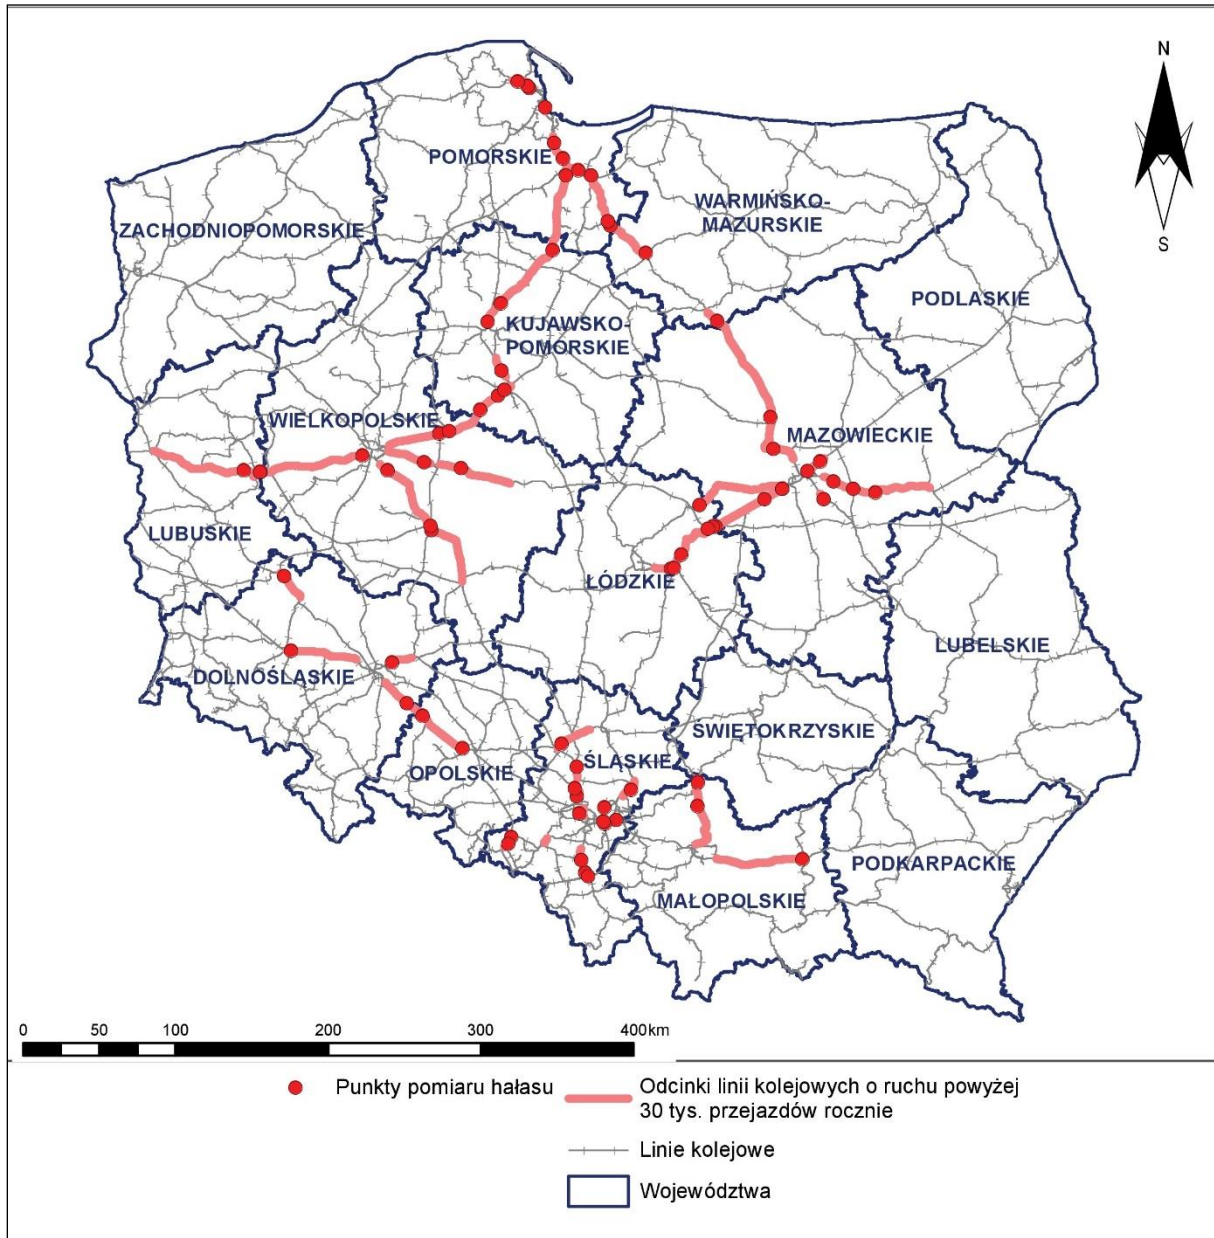 N
S
POMORSKIE
WARMIŃSKO-
MAZURSKIE
ZACHODNIOPOMORSKIE
PODLASKIE
KUJAWSKO-
POMORSKIE
WIELKOPOLSKIE
MAZOWIECKIE
LUBUSKIE
ŁÓDZKIE
LUBELSKIE
DOLNOŚLĄSKIE
ŚWIĘTOKRZYSKIE
OPOLSKIE
ŚLĄSKIE
PODKARPACKIE
MAŁOPOLSKIE
0 50 100 200 300 400 km
Punkty pomiaru hałasu
Odcinki linii kolejowych o ruchu powyżej
30 tys. przejazdów rocznie
Linie kolejowe
Województwa